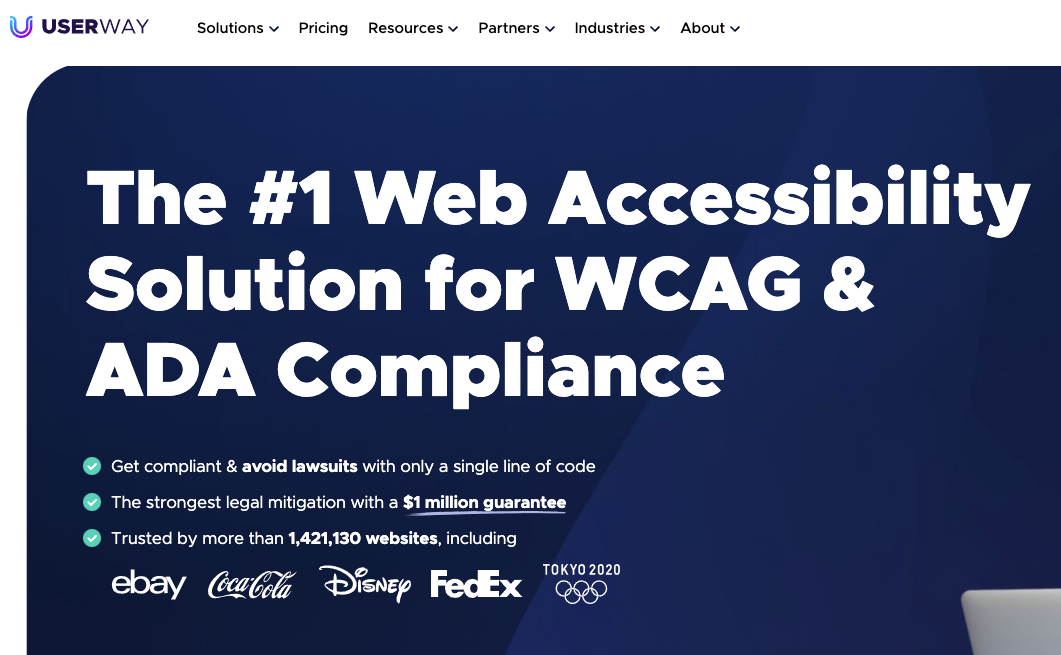 USERWAY
Solutions Pricing Resources Partners Industries About
The #1 Web Accessibility
Solution for WCAG &
ADA Compliance
Get compliant & avoid lawsuits with only a single line of code
The strongest legal mitigation with a $1 million guarantee
Trusted by more than 1,421,130 websites, including
ebay Coca-Cola Disney FedEx TOKYO 2020